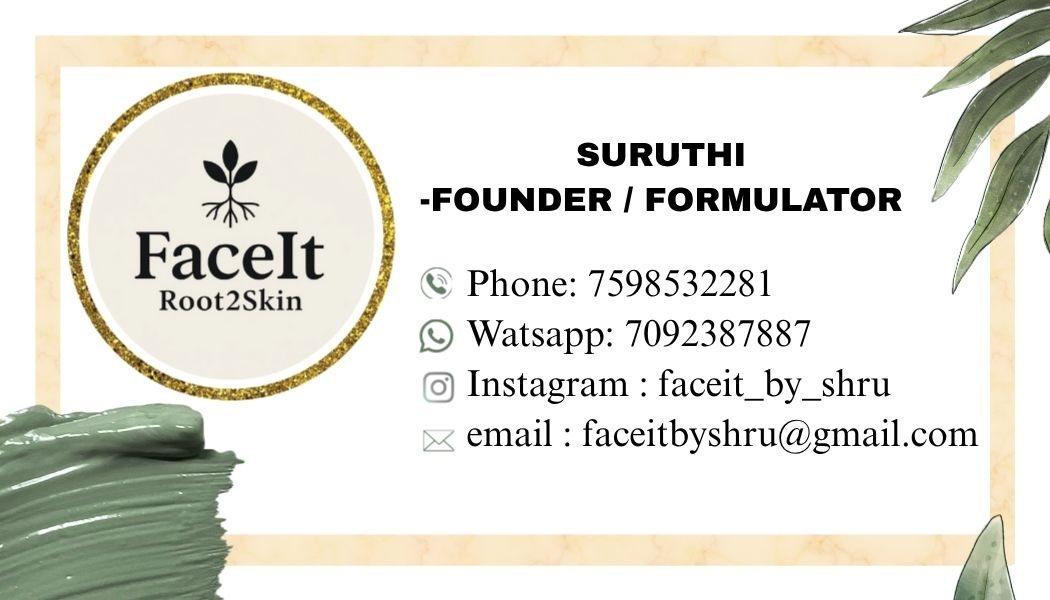 FaceIt
Root2Skin
SURUTHI
-FOUNDER / FORMULATOR
Phone: 7598532281
Watsapp: 7092387887
Instagram : faceit_by_shru
email : faceitbyshru@gmail.com